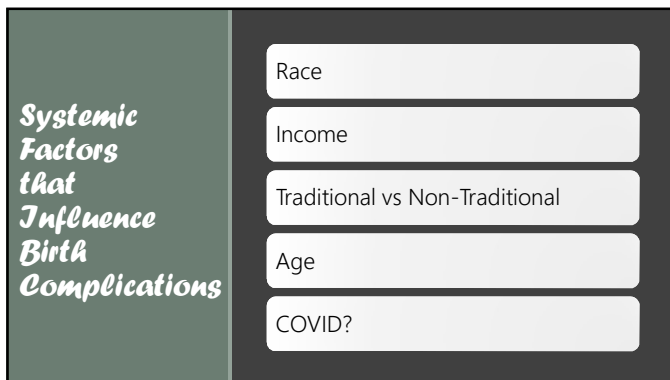 Systemic
Factors
that
Influence
Birth
Complications
Race
Income
Traditional vs Non-Traditional
Age
COVID?